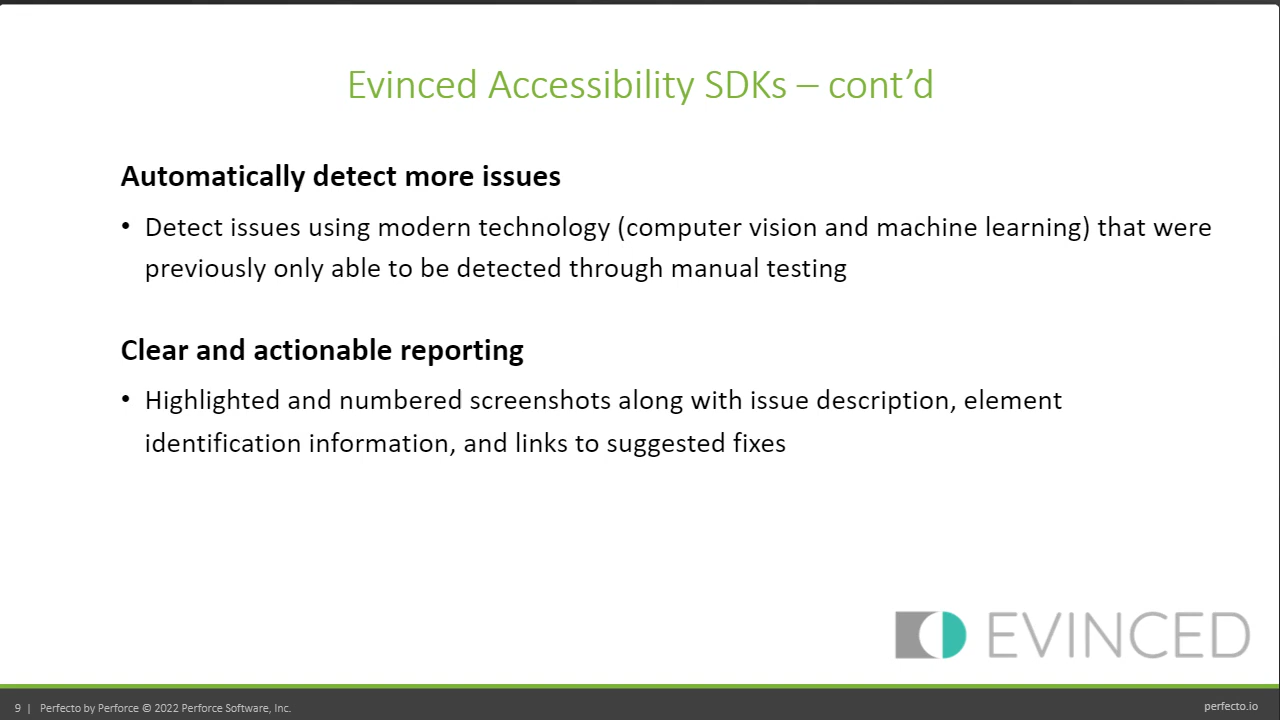 Evinced Accessibility SDKs – cont’d
Automatically detect more issues
• Detect issues using modern technology (computer vision and machine learning) that were
previously only able to be detected through manual testing
Clear and actionable reporting
• Highlighted and numbered screenshots along with issue description, element
identification information, and links to suggested fixes
EVINCED
9 | Perfecto by Perforce © 2022 Perforce Software, Inc.
perfecto.io